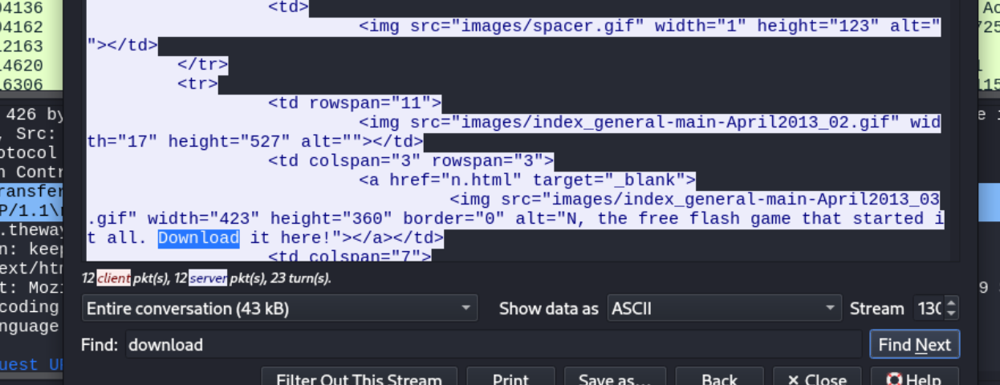 04136
<td>
Ac
04162
<img src="images/spacer.gif" width="1" height="123" alt="
725
2163
"></td>
4620
</tr>
6306
<tr>
115
426 by
<td rowspan="11">
, Src:
<img src="images/index_general-main-April2013_02.gif" wid
otocol
th="17" height="527" alt=""></td>
n Contr
<td colspan="3" rowspan="3">
<a href="n.html" target="_blank">
ransfer
<img src="images/index_general-main-April2013_03
P/1.1\r
.gif" width="423" height="360" border="0" alt="N, the free flash game that started i
.theway
t all. Download it here!"></a></td>
n: keep
<td colspan="7">
ext/htm
12 client pkt(s), 12 server pkt(s), 23 turn(s).
t: Mozi
9
coding
Entire conversation (43 kB)
Show data as
ASCII
Stream
130
nguage
Find:
download
Find Next
uest UR
Filter Out This Stream
Print
Save as...
Back
× Close
Help